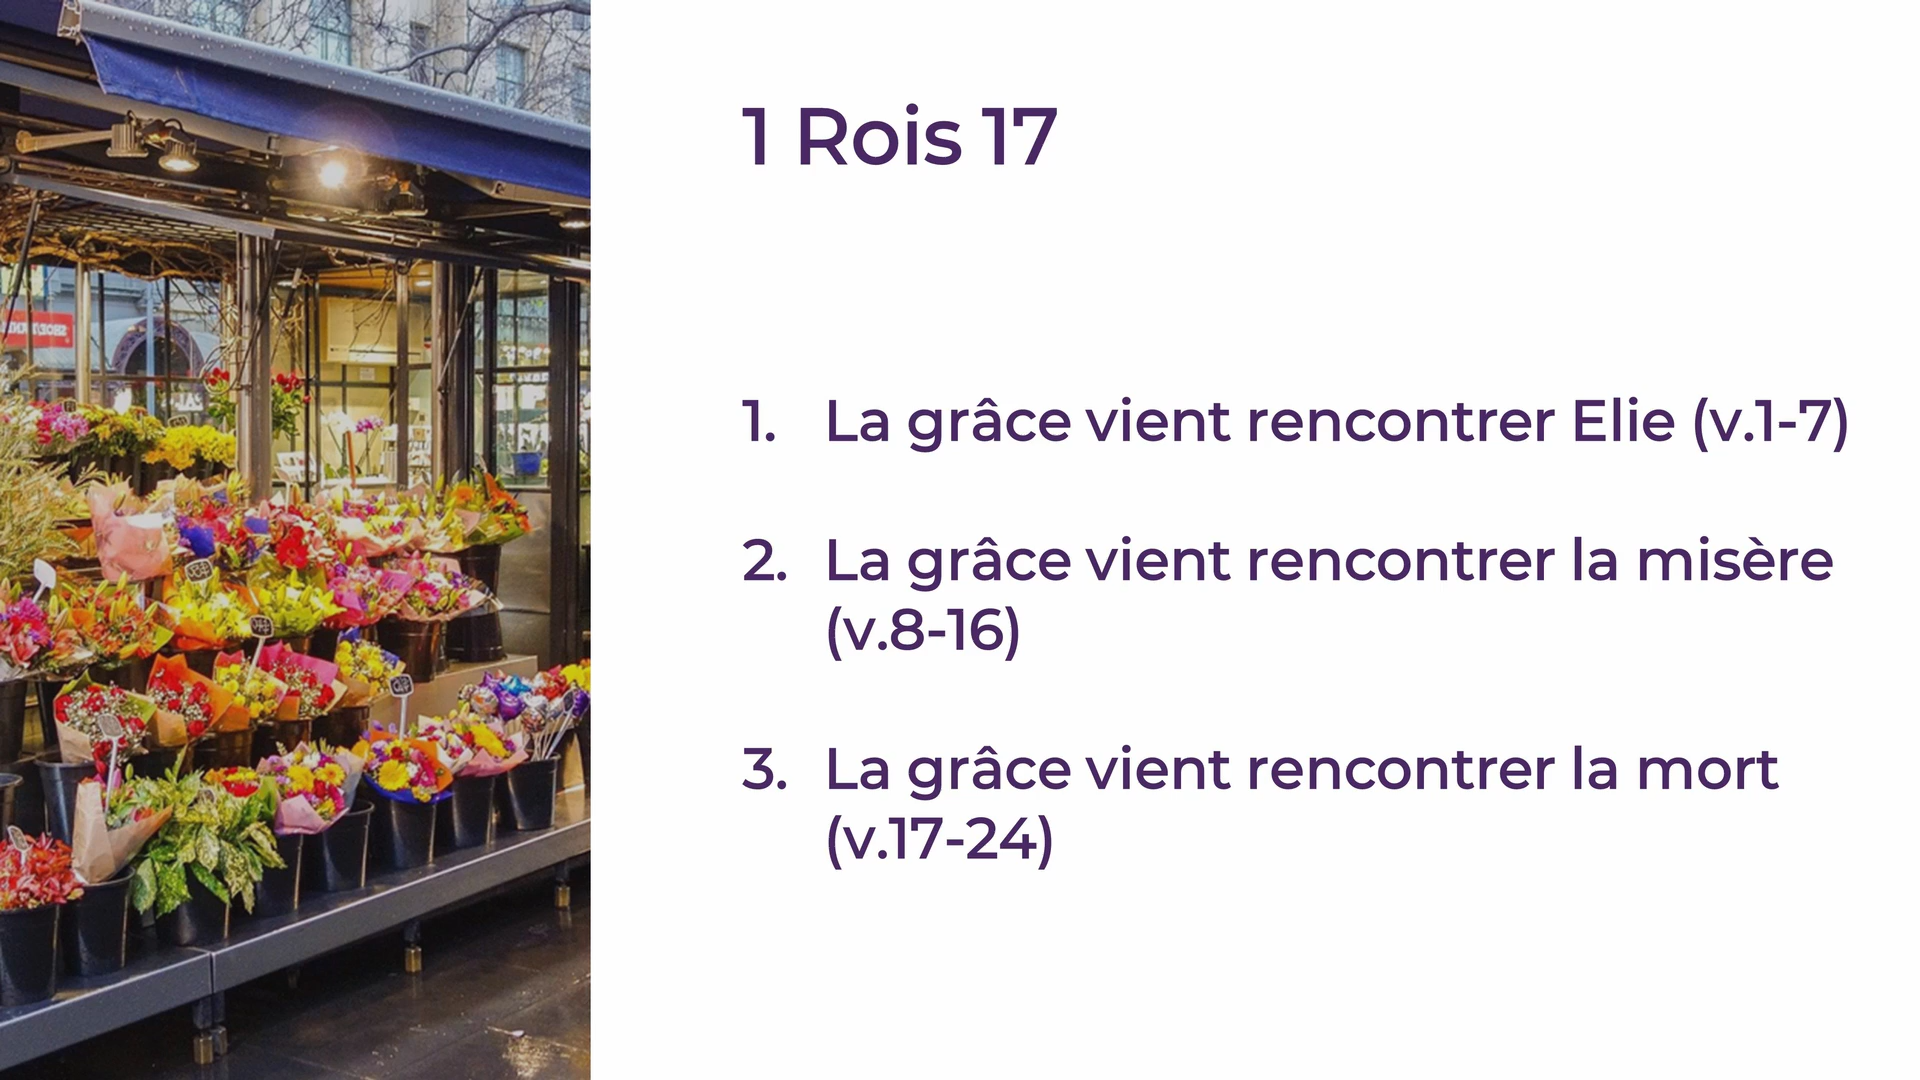 1 Rois 17
1. La grâce vient rencontrer Elie (v.1-7)
2. La grâce vient rencontrer la misère
(v.8-16)
3. La grâce vient rencontrer la mort
(v.17-24)